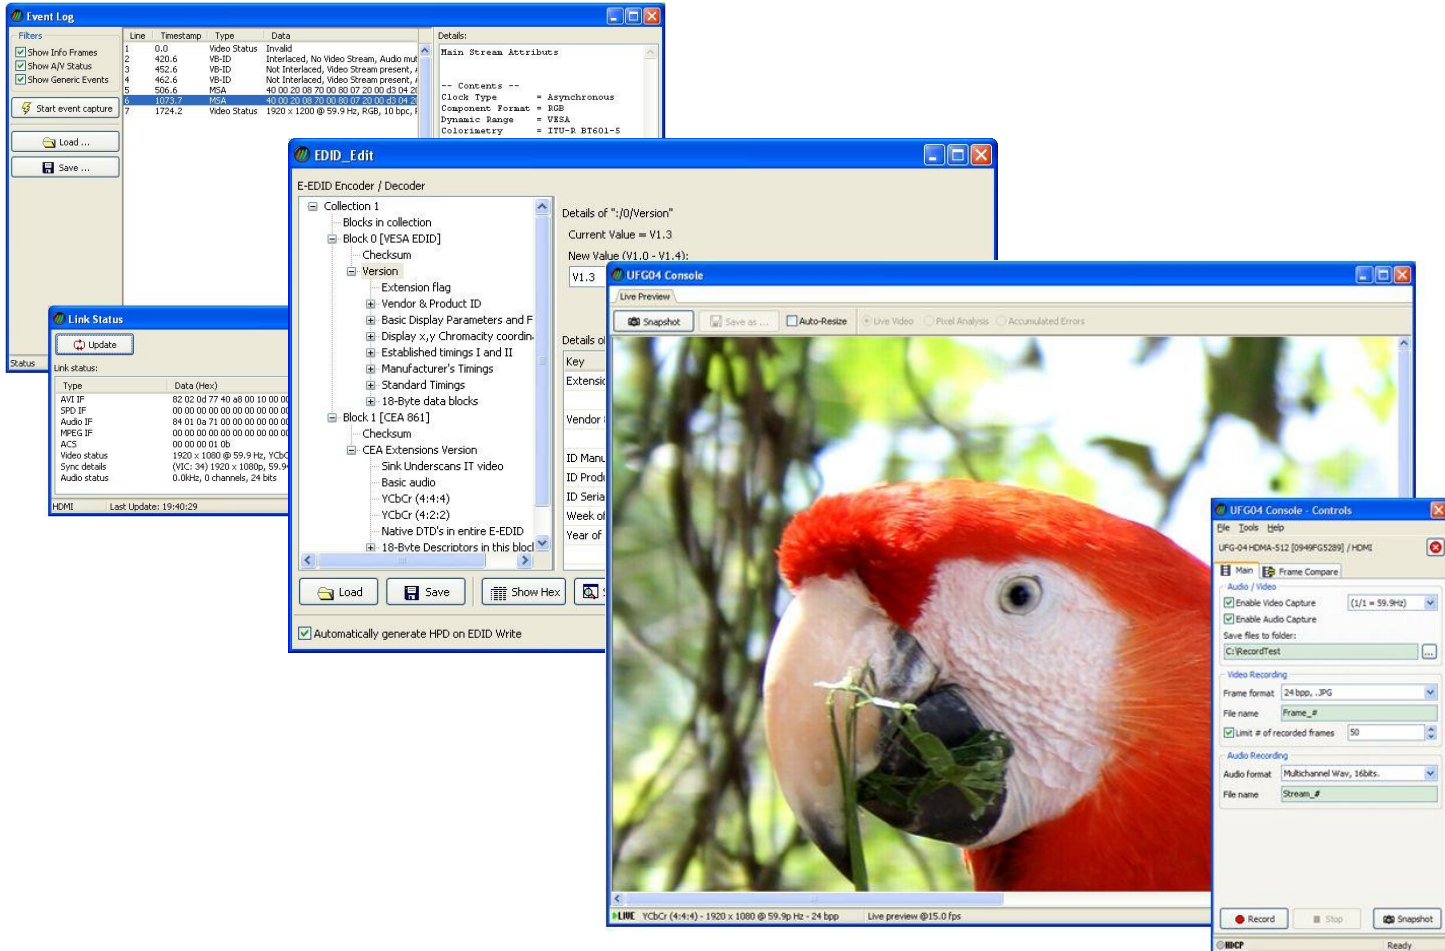 Event Log
Filters
Show Info Frames
Show A/V Status
Show Generic Events
Start event capture
Load ...
Save ...
Status
Line Timestamp Type Data
1 0.0 Video Status Invalid
2 420.6 VB-ID Interlaced, No Video Stream, Audio mut
3 452.6 VB-ID Not Interlaced, Video Stream present,
4 462.6 VB-ID Not Interlaced, Video Stream present,
5 506.6 MSA 40 00 20 08 70 00 80 07 20 00 d3 04 20
6 1073.7 MSA 40 00 20 08 70 00 80 07 20 00 d3 04 20
7 1724.2 Video Status 1920 x 1200 @ 59.9 Hz, RGB, 10 bpc,
Details:
Main Stream Attributs
-- Contents --
Clock Type = Asynchronous
Component Format = RGB
Dynamic Range = VESA
Colorimetry = ITU-R BT601-5
Link Status
Update
Link status:
Type Data (Hex)
AVI IF 82 02 0d 77 40 a8 00 10 00 00
SPD IF 00 00 00 00 00 00 00 00 00 00
Audio IF 84 01 0a 71 00 00 00 00 00 00
MPEG IF 00 00 00 00 00 00 00 00 00 00
ACS 00 00 00 01 0b
Video status 1920 x 1080 @ 59.9 Hz, YCbC
Sync details (VIC: 34) 1920 x 1080p, 59.9
Audio status 0.0kHz, 0 channels, 24 bits
HDMI Last Update: 19:40:29
EDID_Edit
E-EDID Encoder / Decoder
Collection 1
Blocks in collection
Block 0 [VESA EDID]
Checksum
Version
Extension flag
Vendor & Product ID
Basic Display Parameters and F
Display x,y Chromacity coordin
Established timings I and II
Manufacturer's Timings
Standard Timings
18-Byte data blocks
Block 1 [CEA 861]
Checksum
CEA Extensions Version
Sink Underscans IT video
Basic audio
YCbCr (4:4:4)
YCbCr (4:2:2)
Native DTD's in entire E-EDID
18-Byte Descriptors in this block
Load
Save
Show Hex
Automatically generate HPD on EDID Write
Details of ":/0/Version"
Current Value = V1.3
New Value (V1.0 - V1.4):
V1.3
Details of
Key
Extensio
Vendor
ID Manu
ID Produ
ID Seria
Week of
Year of
UFG04 Console
Live Preview
Snapshot
Save as ...
Auto-Resize
Live Video
Pixel Analysis
Accumulated Errors
LIVE YCbCr (4:4:4) - 1920 x 1080 @ 59.9p Hz - 24 bpp Live preview @15.0 fps
UFG04 Console - Controls
File Tools Help
UFG-04 HDMA-S12 [0949FG5289] / HDMI
Main
Frame Compare
Audio / Video
Enable Video Capture (1/1 = 59.9Hz)
Enable Audio Capture
Save files to folder:
C:\RecordTest
...
Video Recording
Frame format 24 bpp, .JPG
File name Frame_#
Limit # of recorded frames 50
Audio Recording
Audio format Multichannel Wav, 16bits.
File name Stream_#
Record
Stop
Snapshot
HDCP
Ready